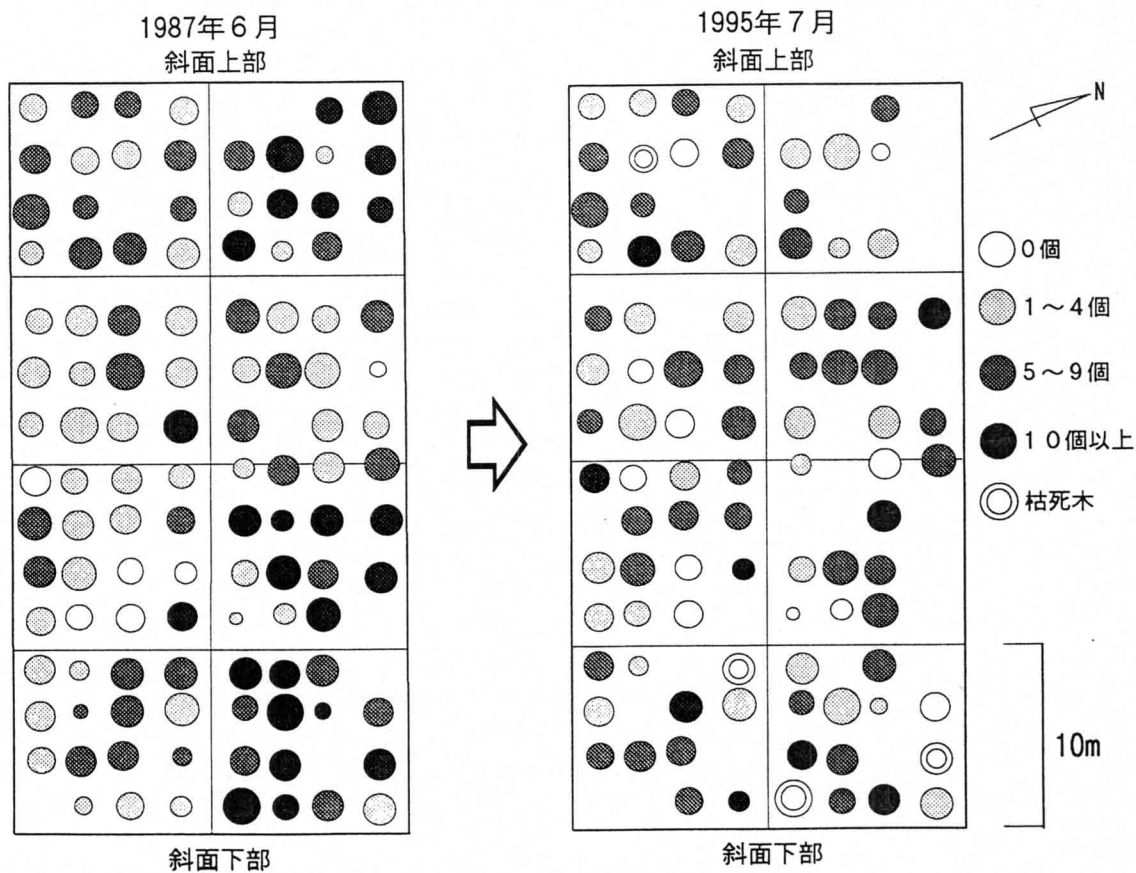 1987年6月
斜面上部
1995年7月
斜面上部
N
0個
1～4個
5～9個
10個以上
枯死木
10m
斜面下部
斜面下部